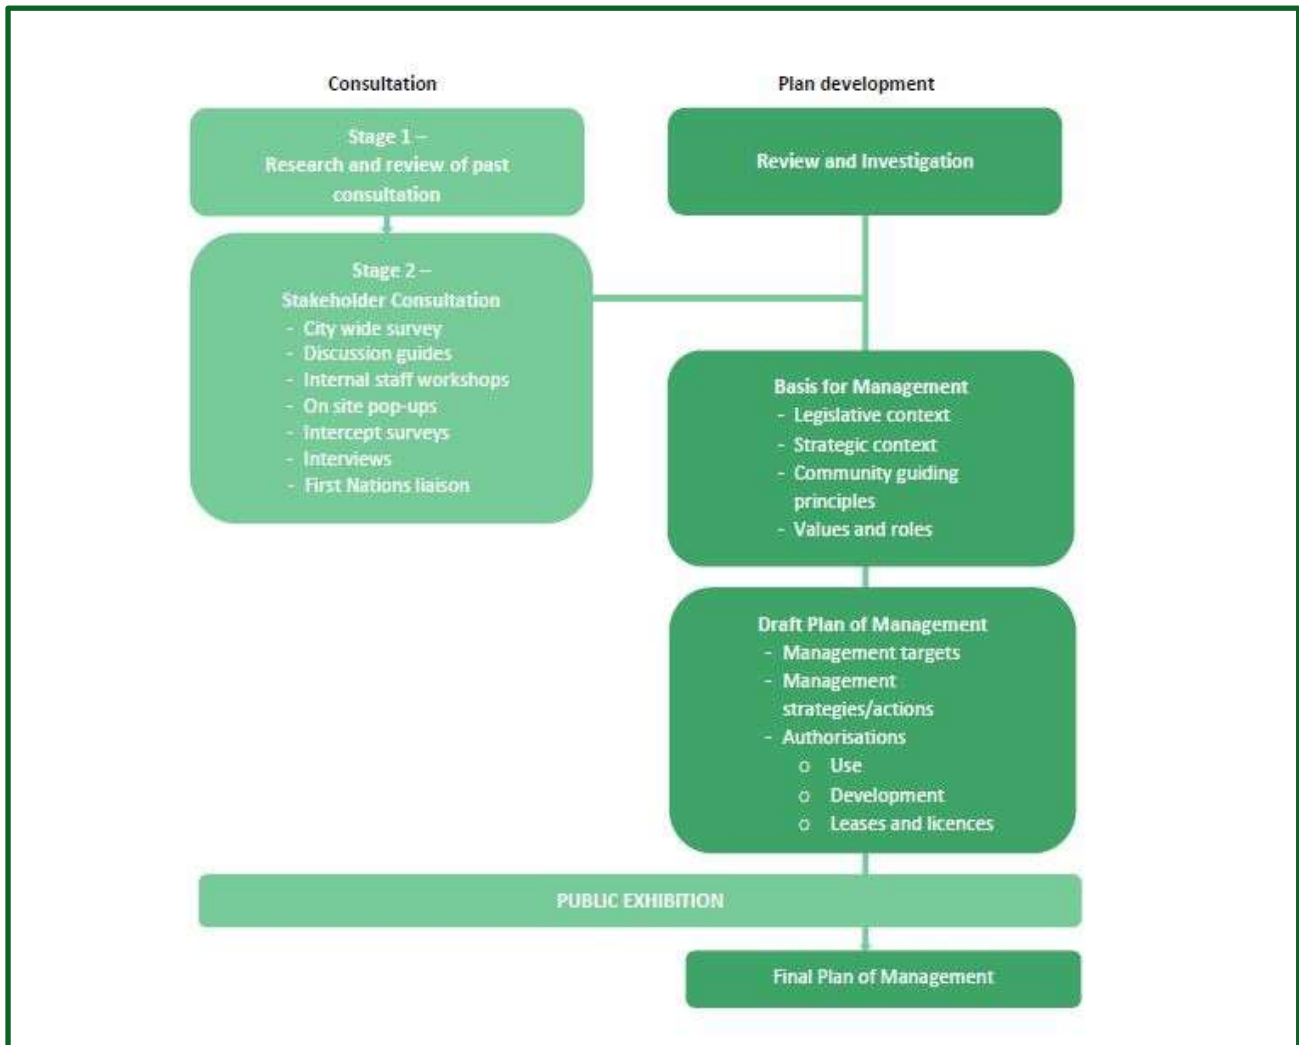 Consultation
Stage 1 –
Research and review of past
consultation
Stage 2 –
Stakeholder Consultation
- City wide survey
- Discussion guides
- Internal staff workshops
- On site pop-ups
- Intercept surveys
- Interviews
- First Nations liaison
Plan development
Review and Investigation
Basis for Management
- Legislative context
- Strategic context
- Community guiding
principles
- Values and roles
Draft Plan of Management
- Management targets
- Management
strategies/actions
- Authorisations
o Use
o Development
o Leases and licences
PUBLIC EXHIBITION
Final Plan of Management